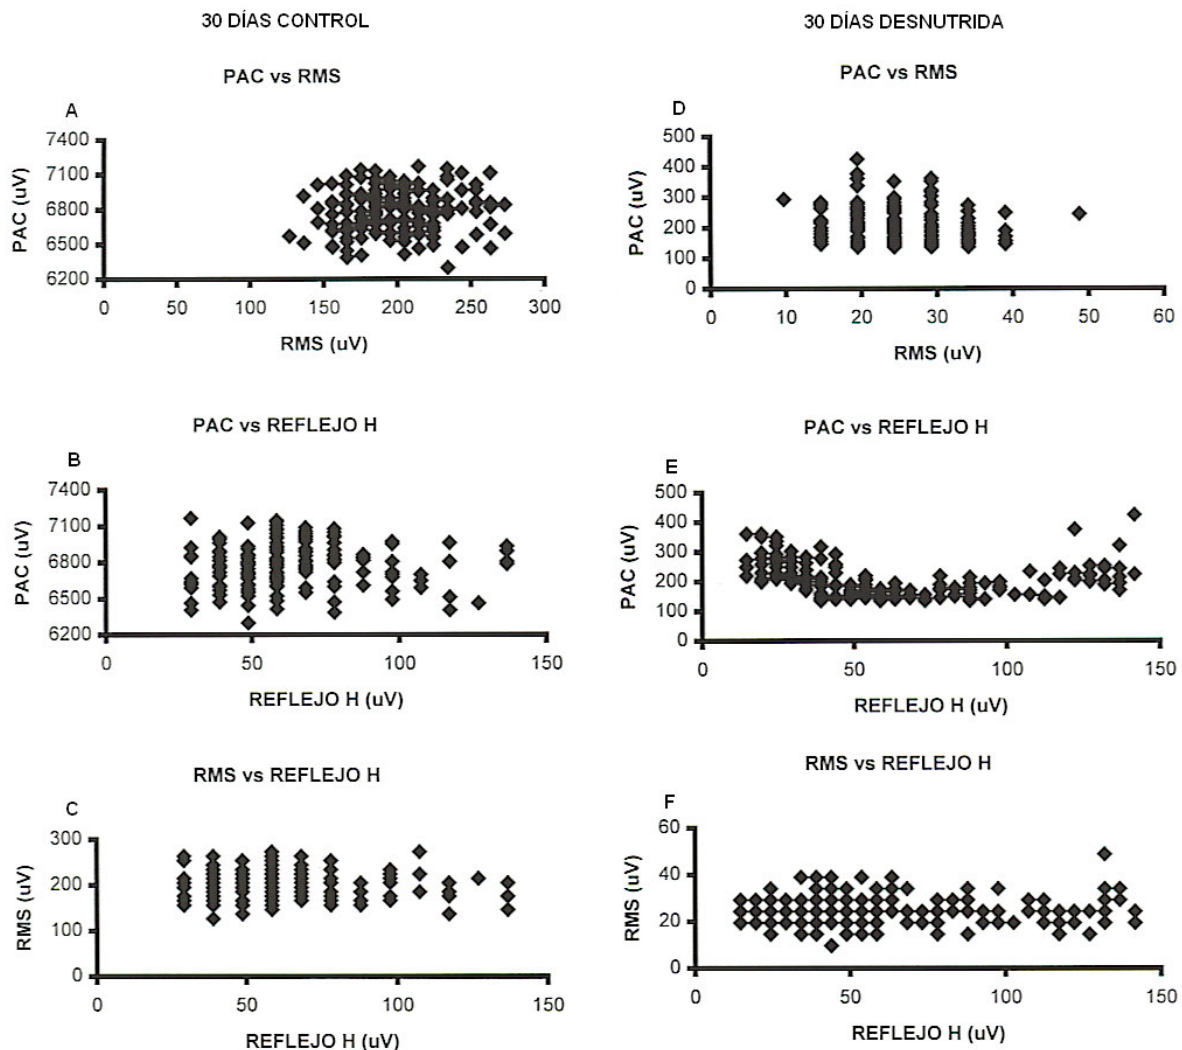 30 DÍAS CONTROL
PAC vs RMS
A
7400
7100
6800
6500
6200
PAC (uV)
0
50
100
150
200
250
300
RMS (uV)
PAC vs REFLEJO H
B
7400
7100
6800
6500
6200
PAC (uV)
0
50
100
150
REFLEJO H (uV)
RMS vs REFLEJO H
C
300
200
100
0
RMS (uV)
0
50
100
150
REFLEJO H (uV)
30 DÍAS DESNUTRIDA
PAC vs RMS
D
500
400
300
200
100
0
PAC (uV)
0
10
20
30
40
50
60
RMS (uV)
PAC vs REFLEJO H
E
500
400
300
200
100
0
PAC (uV)
0
50
100
150
REFLEJO H (uV)
RMS vs REFLEJO H
F
60
40
20
0
RMS (uV)
0
50
100
150
REFLEJO H (uV)